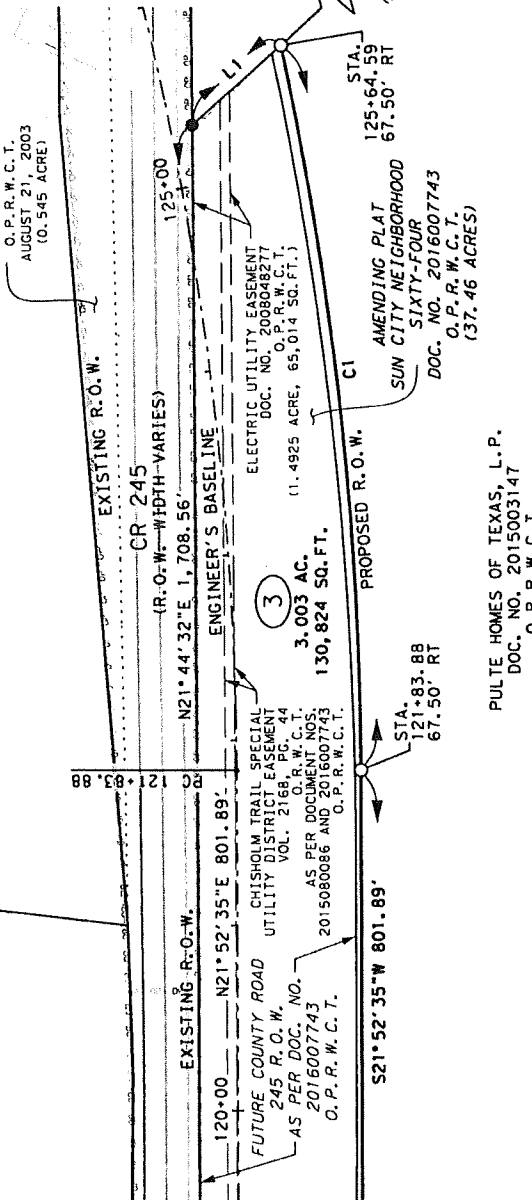 O.P.R.W.C.T.
AUGUST 21, 2003
(0.545 ACRE)
EXISTING R.O.W.
CR 245
(R.O.W. WIDTH VARIES)
N21°44'32"E 1,708.56'
ENGINEER'S BASELINE
125+00
L1
STA.
125+64.59
67.50' RT
ELECTRIC UTILITY EASEMENT
DOC. NO. 2008048277
O.P.R.W.C.T.
(1.4925 ACRE, 65,014 SQ.FT.)
AMENDING PLAT
SUN CITY NEIGHBORHOOD
SIXTY-FOUR
DOC. NO. 2016007743
O.P.R.W.C.T.
(37.46 ACRES)
C1
3
3.003 AC.
130,824 SQ.FT.
PROPOSED R.O.W.
PC 121+83.88
CHISHOLM TRAIL SPECIAL
UTILITY DISTRICT EASEMENT
VOL. 2168, PG. 44
O.R.W.C.T.
AS PER DOCUMENT NOS.
2015080086 AND 2016007743
O.P.R.W.C.T.
STA.
121+83.88
67.50' RT
PULTE HOMES OF TEXAS, L.P.
DOC. NO. 2015003147
O.P.R.W.C.T.
EXISTING R.O.W.
N21°52'35"E 801.89'
120+00
FUTURE COUNTY ROAD
245 R.O.W.
AS PER DOC. NO.
2016007743
O.P.R.W.C.T.
S21°52'35"W 801.89'